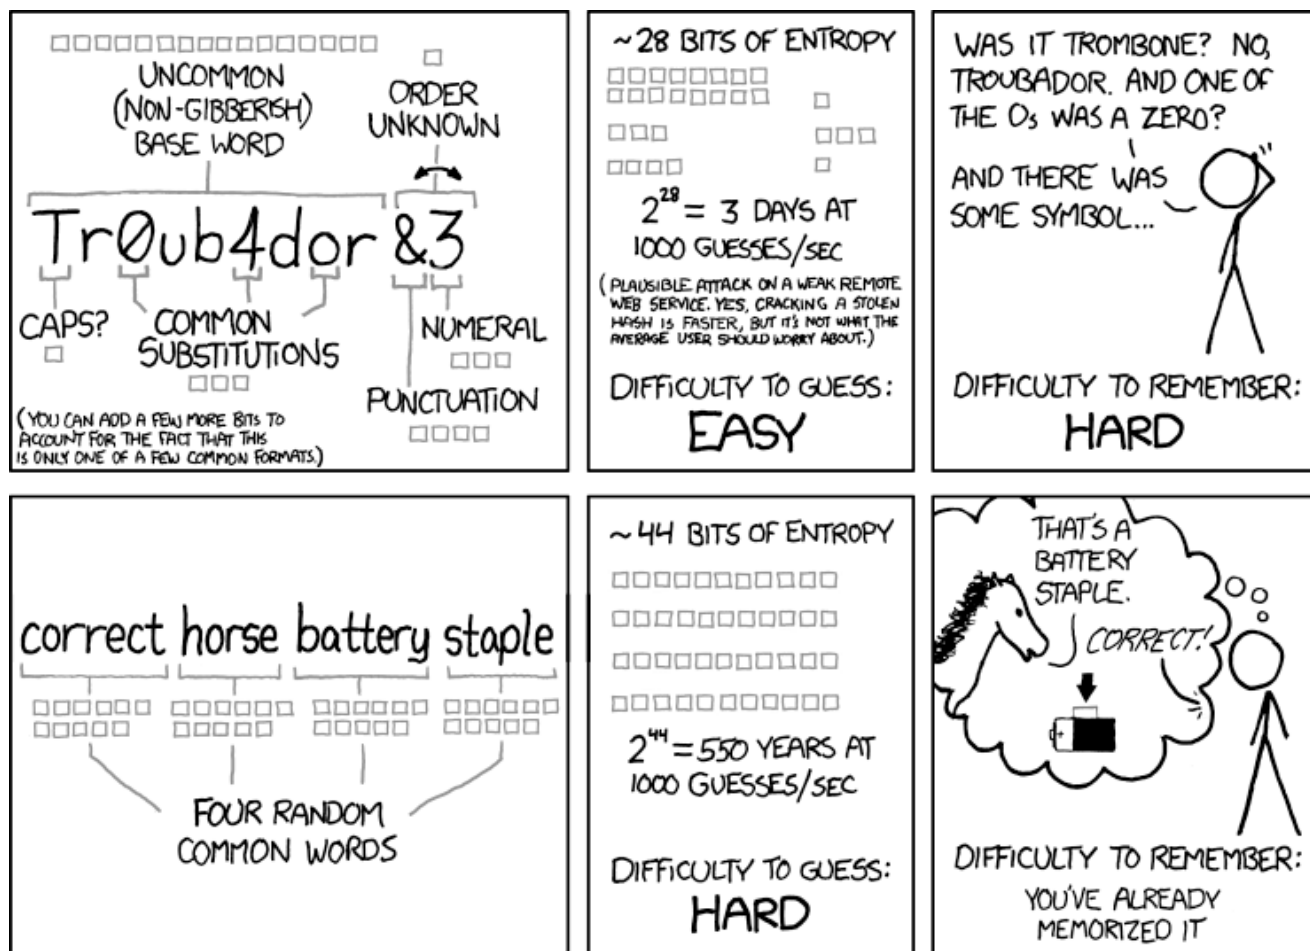 UNCOMMON
(NON-GIBBERISH)
BASE WORD
ORDER
UNKNOWN
Tr0ub4dor &3
CAPS?
COMMON
SUBSTITUTIONS
NUMERAL
PUNCTUATION
(YOU CAN ADD A FEW MORE BITS TO
ACCOUNT FOR THE FACT THAT THIS
IS ONLY ONE OF A FEW COMMON FORMATS.)
~28 BITS OF ENTROPY
2^28 = 3 DAYS AT
1000 GUESSES/SEC
(PLAUSIBLE ATTACK ON A WEAK REMOTE
WEB SERVICE. YES, CRACKING A STOLEN
HASH IS FASTER, BUT IT'S NOT WHAT THE
AVERAGE USER SHOULD WORRY ABOUT.)
DIFFICULTY TO GUESS:
EASY
WAS IT TROMBONE? NO,
TROUBADOR. AND ONE OF
THE Os WAS A ZERO?
AND THERE WAS
SOME SYMBOL...
DIFFICULTY TO REMEMBER:
HARD
correct horse battery staple
FOUR RANDOM
COMMON WORDS
~44 BITS OF ENTROPY
2^44 = 550 YEARS AT
1000 GUESSES/SEC
DIFFICULTY TO GUESS:
HARD
THAT'S A
BATTERY
STAPLE.
CORRECT!
+
DIFFICULTY TO REMEMBER:
YOU'VE ALREADY
MEMORIZED IT